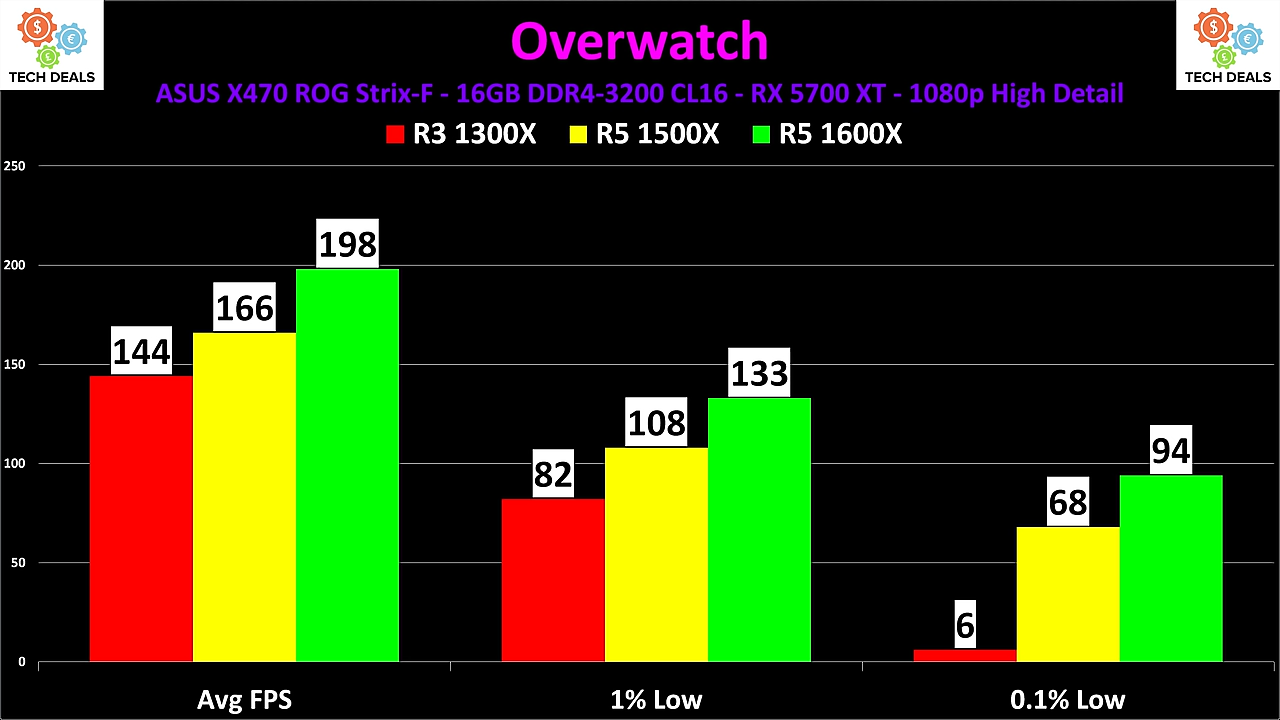 Overwatch
ASUS X470 ROG Strix-F - 16GB DDR4-3200 CL16 - RX 5700 XT - 1080p High Detail
R3 1300X R5 1500X R5 1600X
TECH DEALS
TECH DEALS
$
€
£
$
€
£
250
200
150
100
50
0
144
166
198
82
108
133
6
68
94
Avg FPS
1% Low
0.1% Low